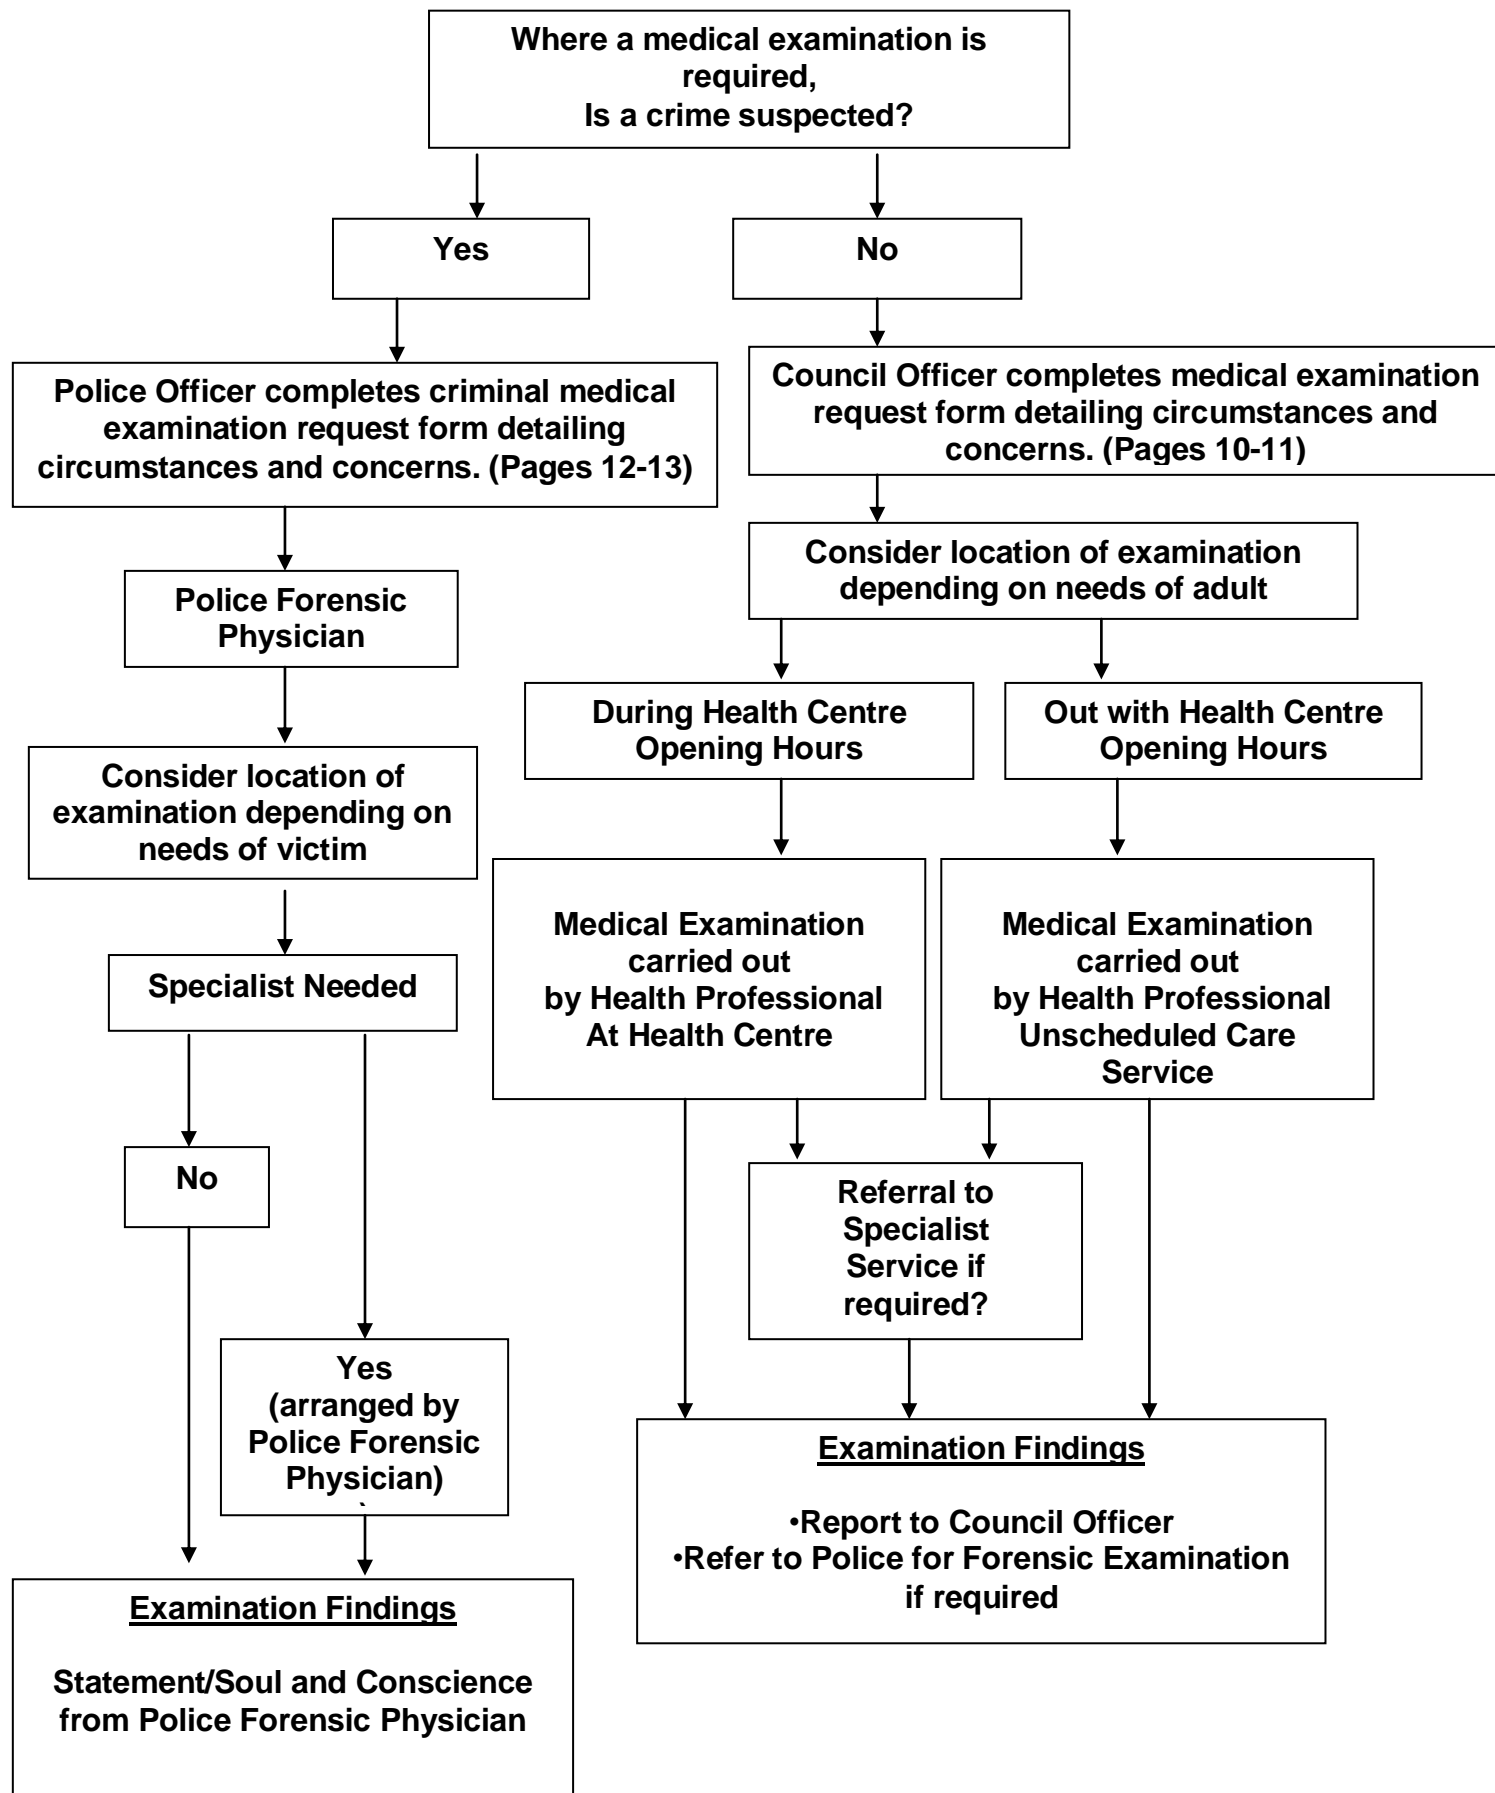 Where a medical examination is
required,
Is a crime suspected?
Yes
No
Police Officer completes criminal medical
examination request form detailing
circumstances and concerns. (Pages 12-13)
Council Officer completes medical examination
request form detailing circumstances and
concerns. (Pages 10-11)
Police Forensic
Physician
Consider location of examination
depending on needs of adult
Consider location of
examination depending on
needs of victim
During Health Centre
Opening Hours
Out with Health Centre
Opening Hours
Specialist Needed
Medical Examination
carried out
by Health Professional
At Health Centre
Medical Examination
carried out
by Health Professional
Unscheduled Care
Service
No
Yes
(arranged by
Police Forensic
Physician)
Referral to
Specialist
Service if
required?
Examination Findings
Statement/Soul and Conscience
from Police Forensic Physician
Examination Findings
•Report to Council Officer
•Refer to Police for Forensic Examination
if required